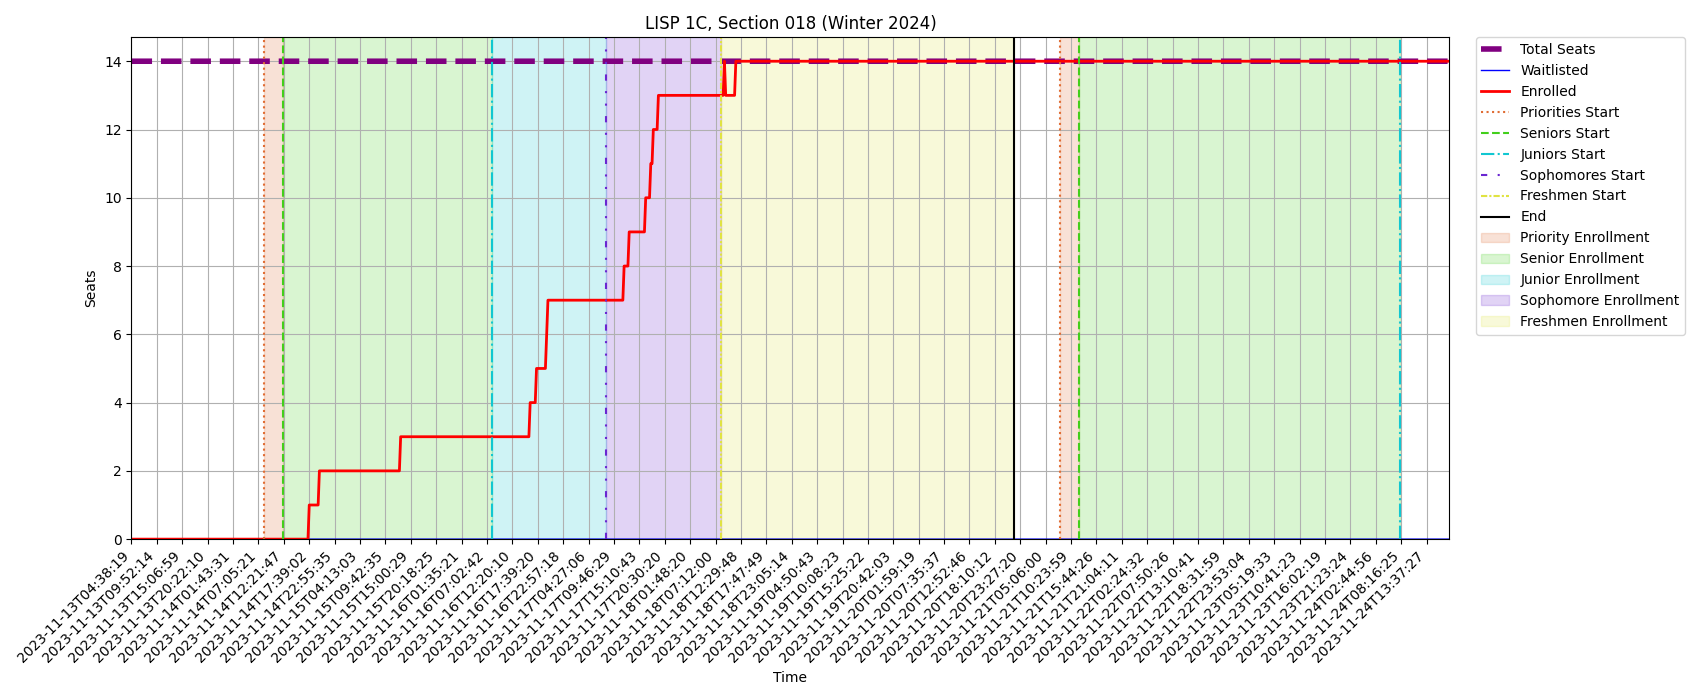 LISP 1C, Section 018 (Winter 2024)
Seats
14
12
10
8
6
4
2
0
2023-11-13T04:38:19
2023-11-13T09:52:14
2023-11-13T15:06:59
2023-11-13T20:22:10
2023-11-14T01:43:31
2023-11-14T07:05:21
2023-11-14T12:21:47
2023-11-14T17:39:02
2023-11-14T22:55:35
2023-11-15T04:13:03
2023-11-15T09:42:35
2023-11-15T15:00:29
2023-11-15T20:18:25
2023-11-16T01:35:21
2023-11-16T07:02:42
2023-11-16T12:20:10
2023-11-16T17:39:20
2023-11-16T22:57:18
2023-11-17T04:27:06
2023-11-17T09:46:29
2023-11-17T15:10:43
2023-11-17T20:30:20
2023-11-18T01:48:20
2023-11-18T07:12:00
2023-11-18T12:29:48
2023-11-18T17:47:49
2023-11-18T23:05:14
2023-11-19T04:50:43
2023-11-19T10:08:23
2023-11-19T15:25:22
2023-11-19T20:42:03
2023-11-20T01:59:19
2023-11-20T07:35:37
2023-11-20T12:52:46
2023-11-20T18:10:12
2023-11-20T23:27:20
2023-11-21T05:06:00
2023-11-21T10:23:59
2023-11-21T15:44:26
2023-11-21T21:04:11
2023-11-22T02:24:32
2023-11-22T07:50:26
2023-11-22T13:10:41
2023-11-22T18:31:59
2023-11-22T23:53:04
2023-11-23T05:19:33
2023-11-23T10:41:23
2023-11-23T16:02:19
2023-11-23T21:23:24
2023-11-24T02:44:56
2023-11-24T08:16:25
2023-11-24T13:37:27
Time
Total Seats
Waitlisted
Enrolled
Priorities Start
Seniors Start
Juniors Start
Sophomores Start
Freshmen Start
End
Priority Enrollment
Senior Enrollment
Junior Enrollment
Sophomore Enrollment
Freshmen Enrollment